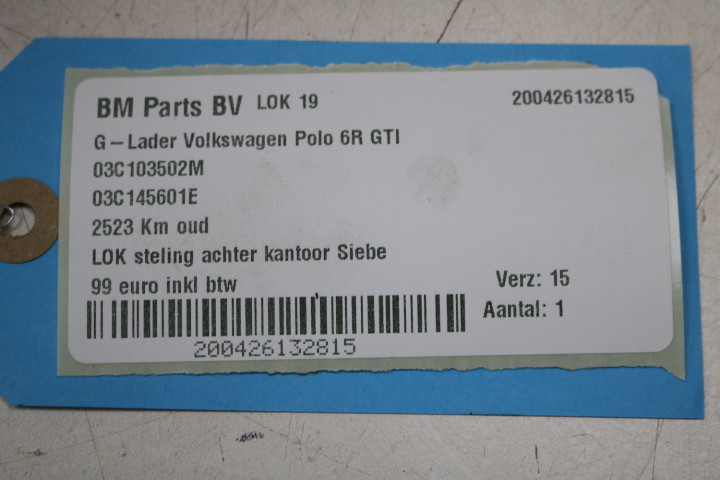 BM Parts BV LOK 19 200426132815
G-Lader Volkswagen Polo 6R GTI
03C103502M
03C145601E
2523 Km oud
LOK steling achter kantoor Siebe
99 euro inkl btw Verz: 15
Aantal: 1
200426132815